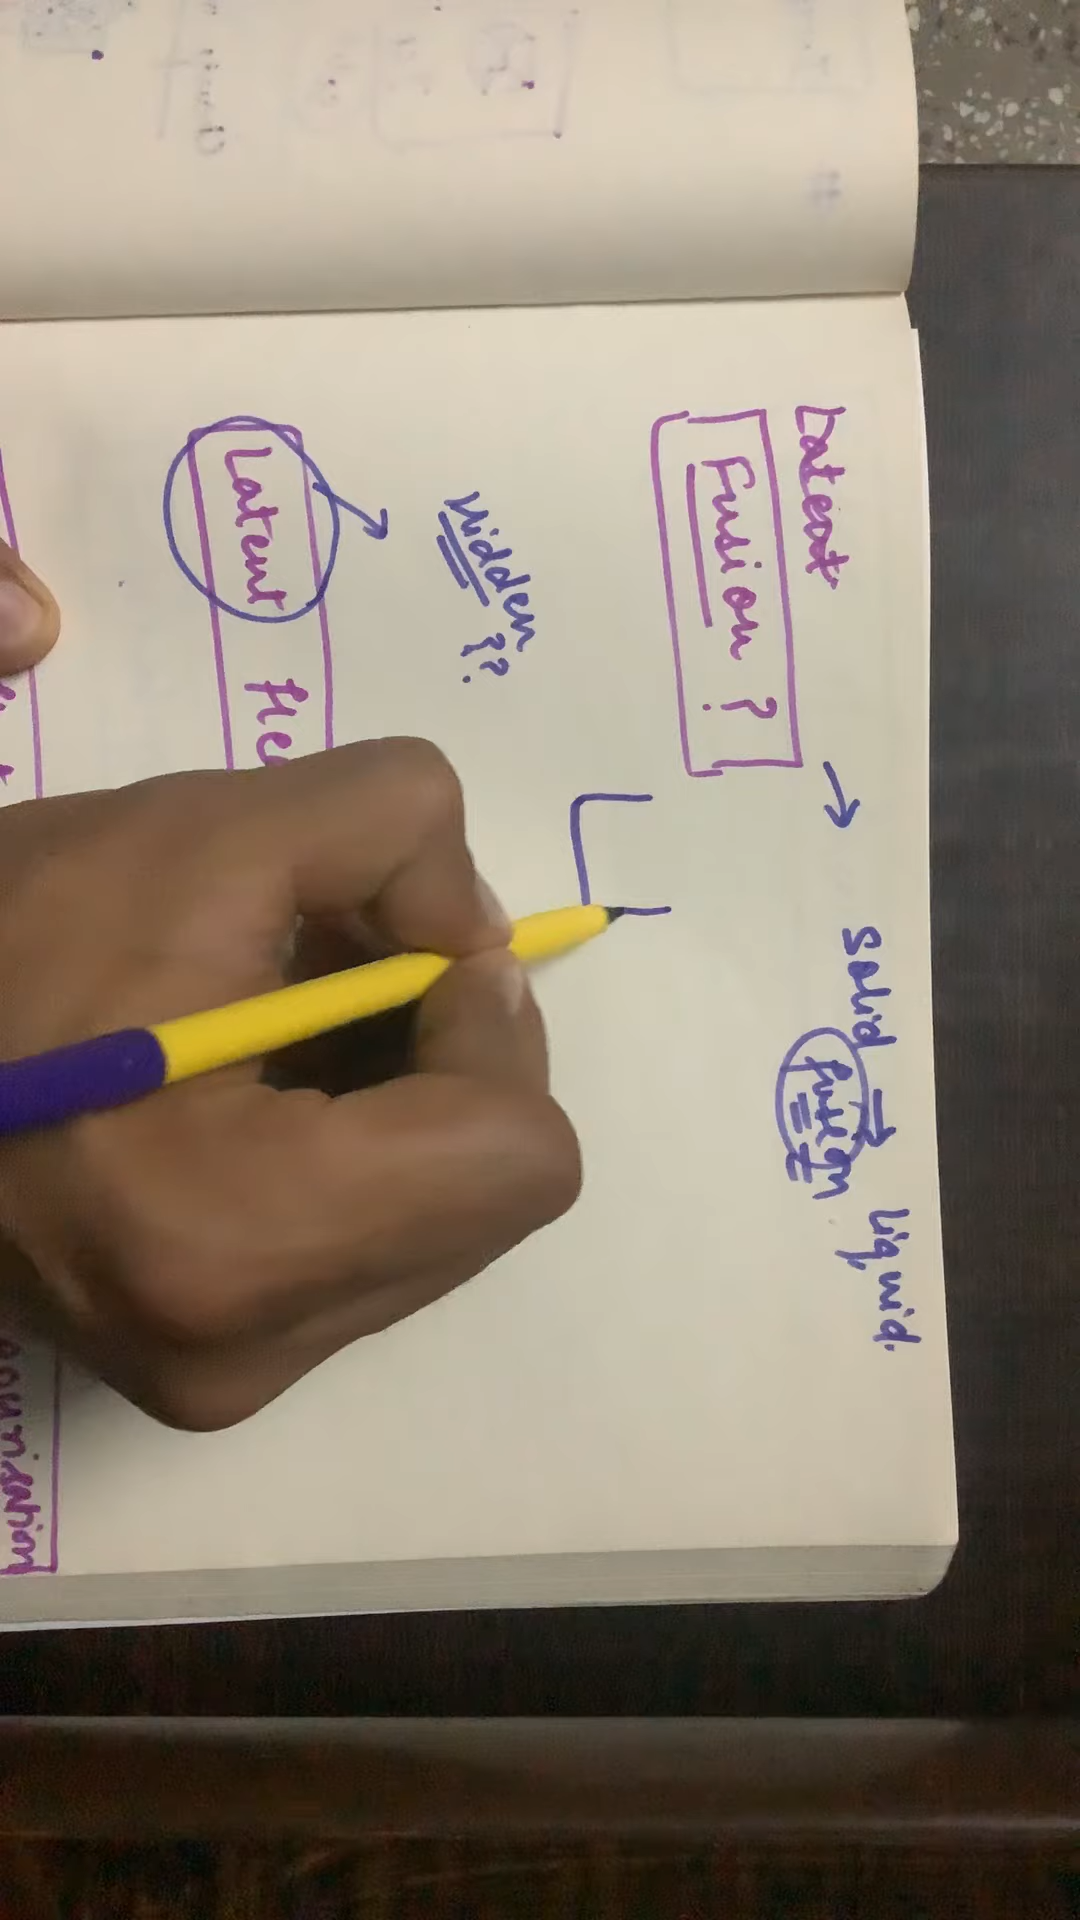 Latent
Fusion ?
→ Solid ⇒ Liquid.
fusion
Hidden ??
Latent